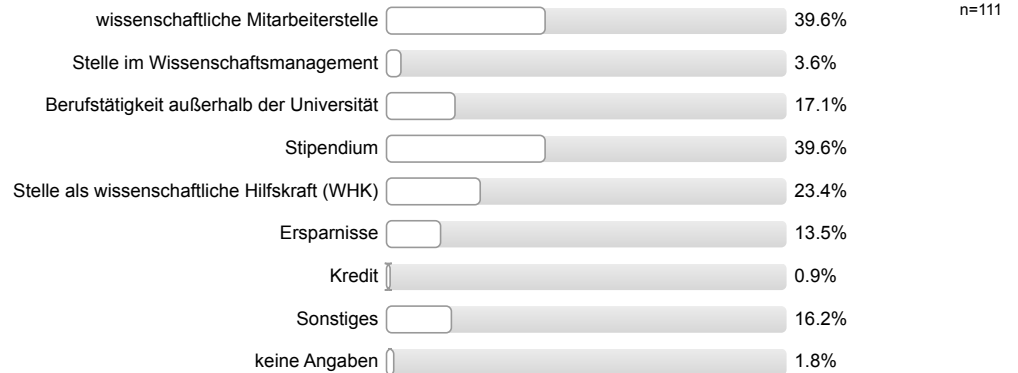 wissenschaftliche Mitarbeiterstelle 39.6% n=111
Stelle im Wissenschaftsmanagement 3.6%
Berufstätigkeit außerhalb der Universität 17.1%
Stipendium 39.6%
Stelle als wissenschaftliche Hilfskraft (WHK) 23.4%
Ersparnisse 13.5%
Kredit 0.9%
Sonstiges 16.2%
keine Angaben 1.8%